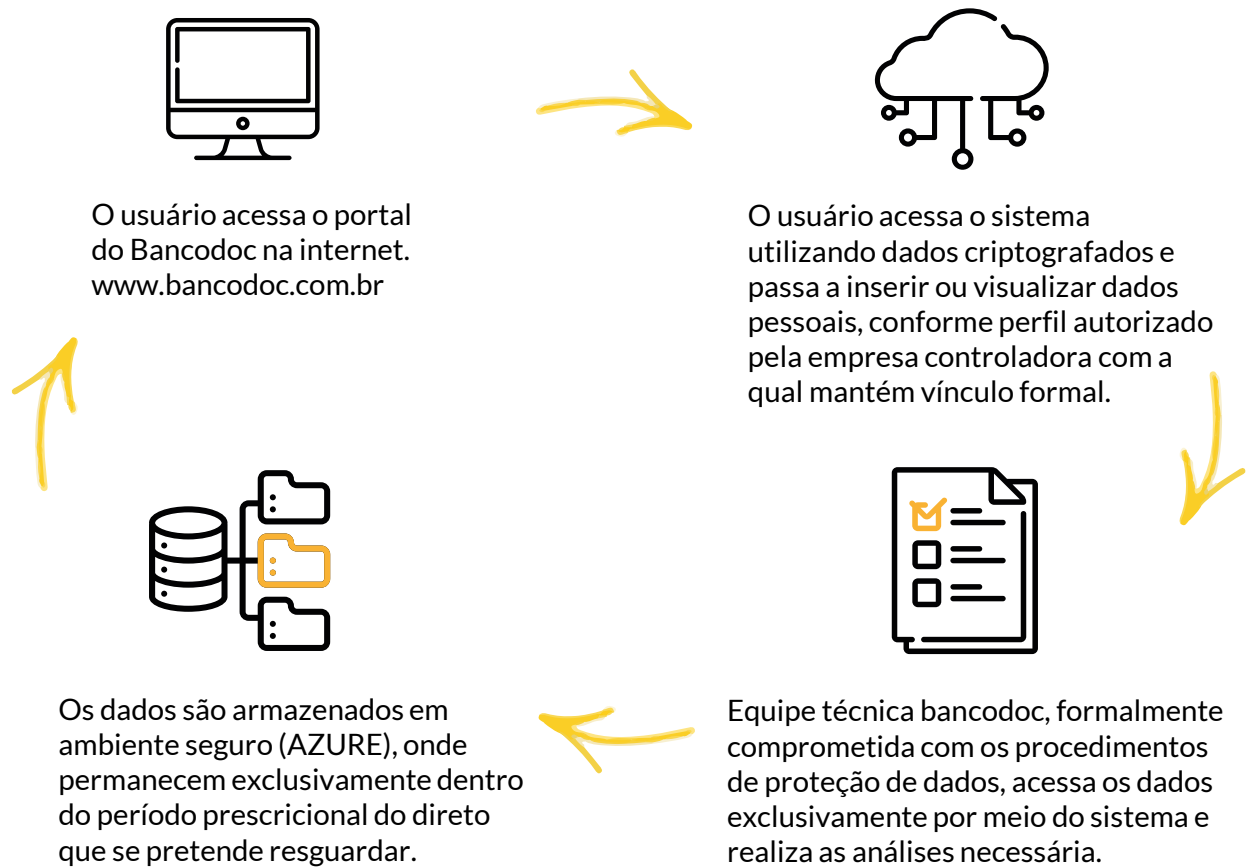 O usuário acessa o portal
do Bancodoc na internet.
www.bancodoc.com.br
O usuário acessa o sistema
utilizando dados criptografados e
passa a inserir ou visualizar dados
pessoais, conforme perfil autorizado
pela empresa controladora com a
qual mantém vínculo formal.
Equipe técnica bancodoc, formalmente
comprometida com os procedimentos
de proteção de dados, acessa os dados
exclusivamente por meio do sistema e
realiza as análises necessária.
Os dados são armazenados em
ambiente seguro (AZURE), onde
permanecem exclusivamente dentro
do período prescricional do direto
que se pretende resguardar.